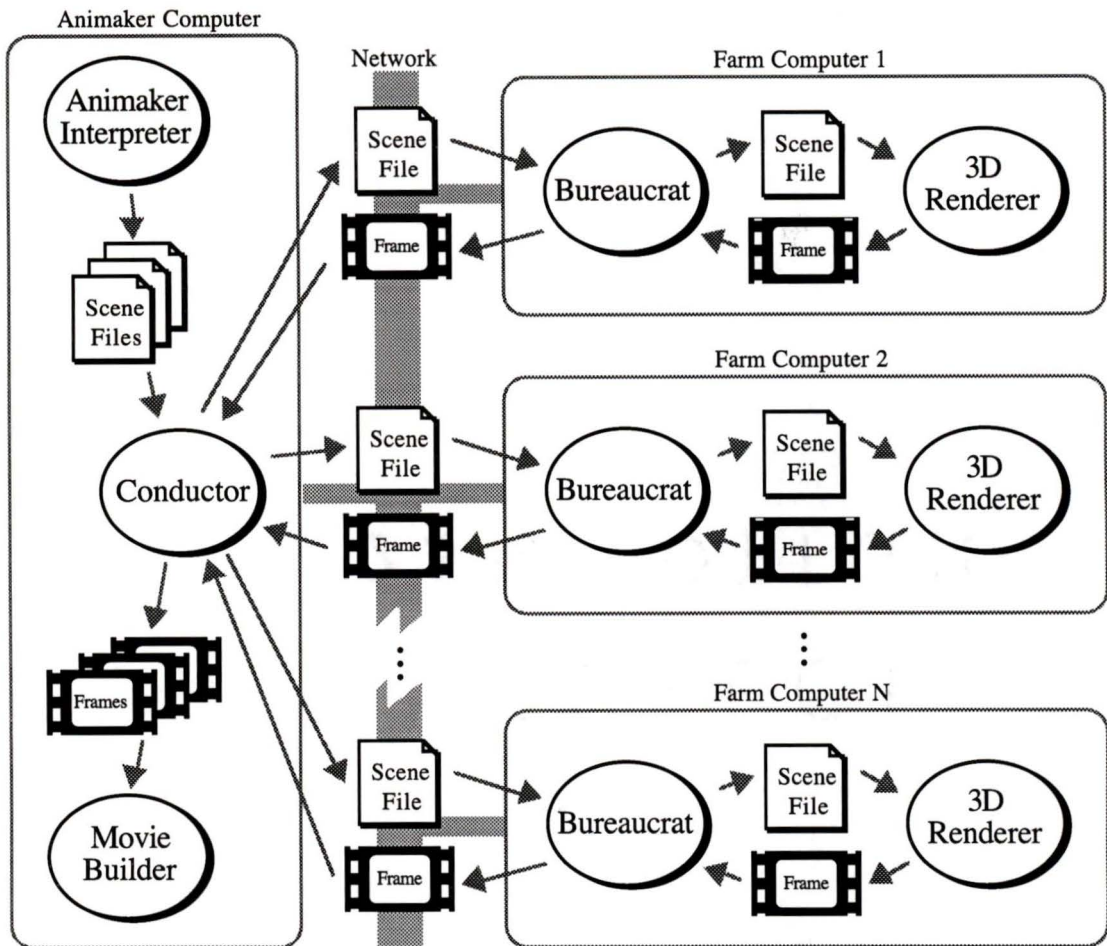 Animaker Computer
Animaker
Interpreter
Scene
Files
Conductor
Frames
Movie
Builder
Network
Scene
File
Frame
Scene
File
Frame
Scene
File
Frame
Farm Computer 1
Bureaucrat
Scene
File
Frame
3D
Renderer
Farm Computer 2
Bureaucrat
Scene
File
Frame
3D
Renderer
Farm Computer N
Bureaucrat
Scene
File
Frame
3D
Renderer